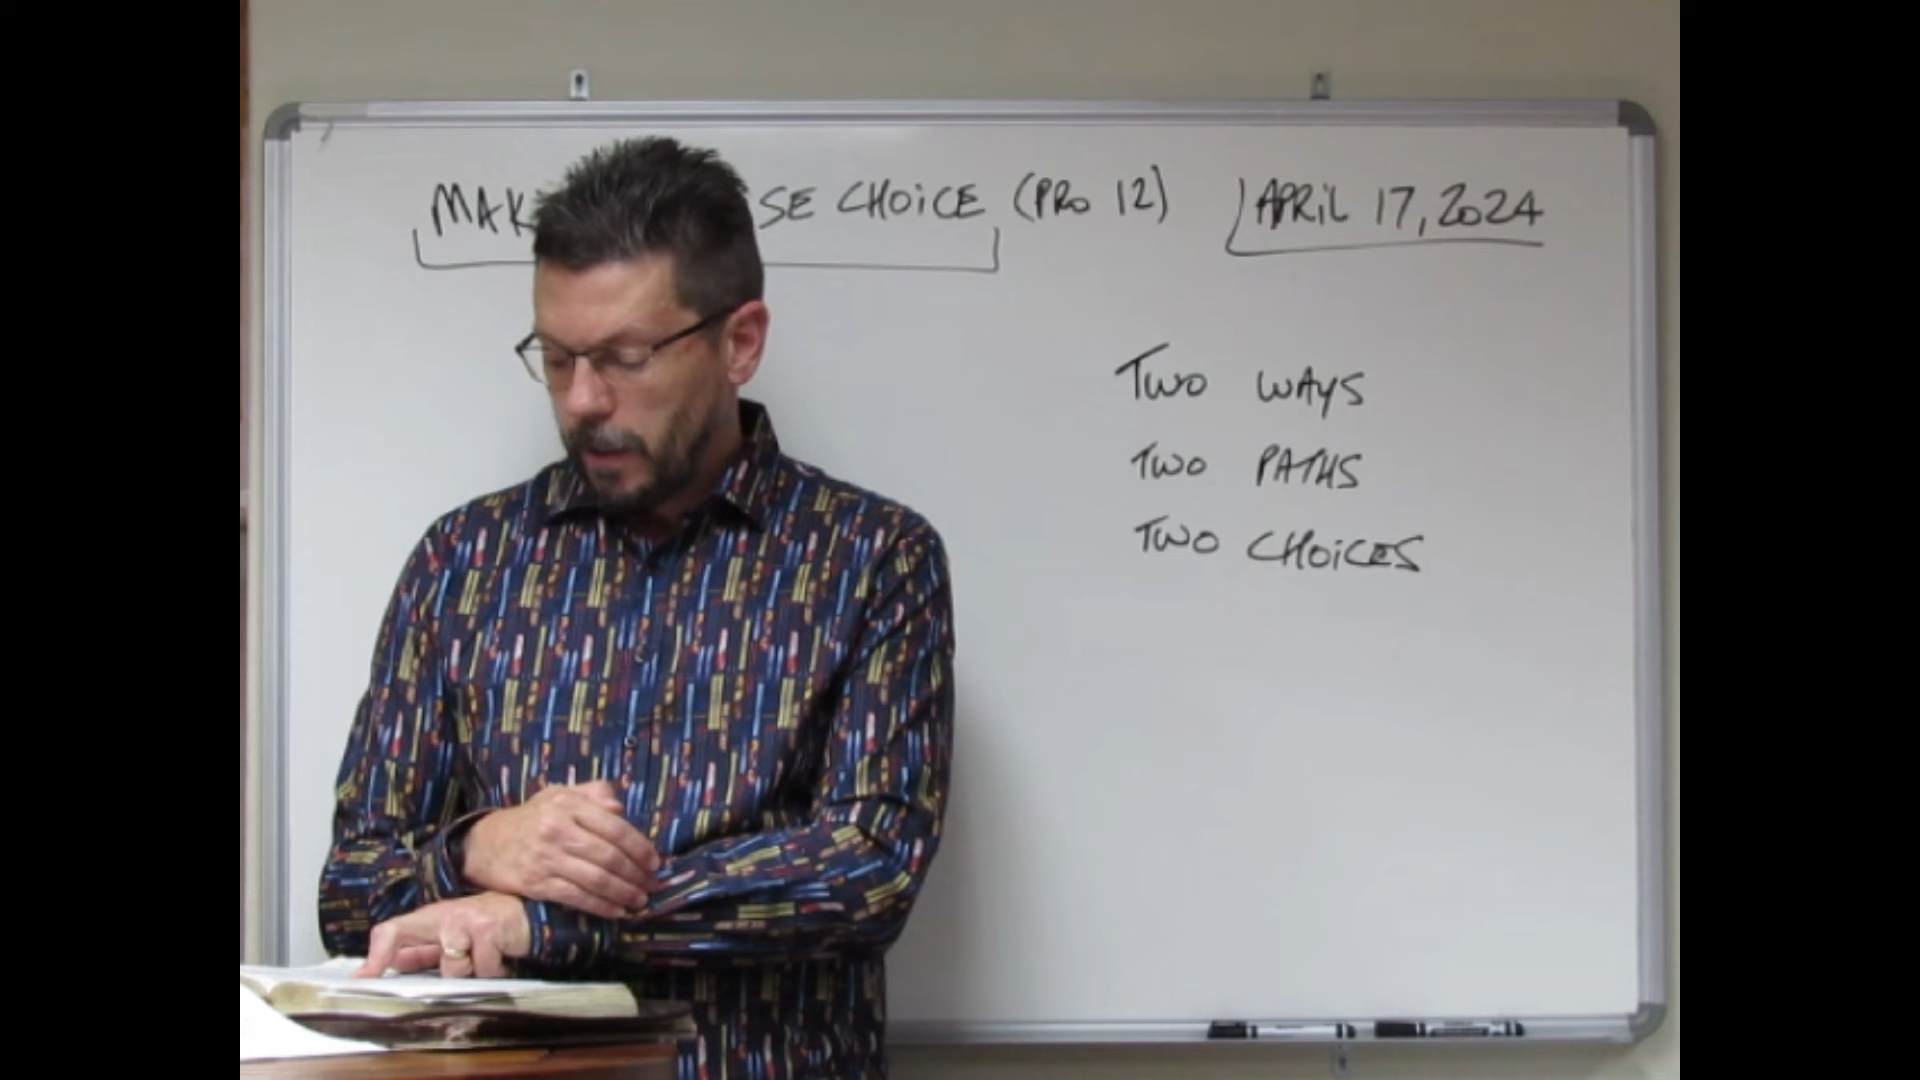 MAK SE CHOICE (PRO 12) APRIL 17, 2024
TWO WAYS
TWO PATHS
TWO CHOICES